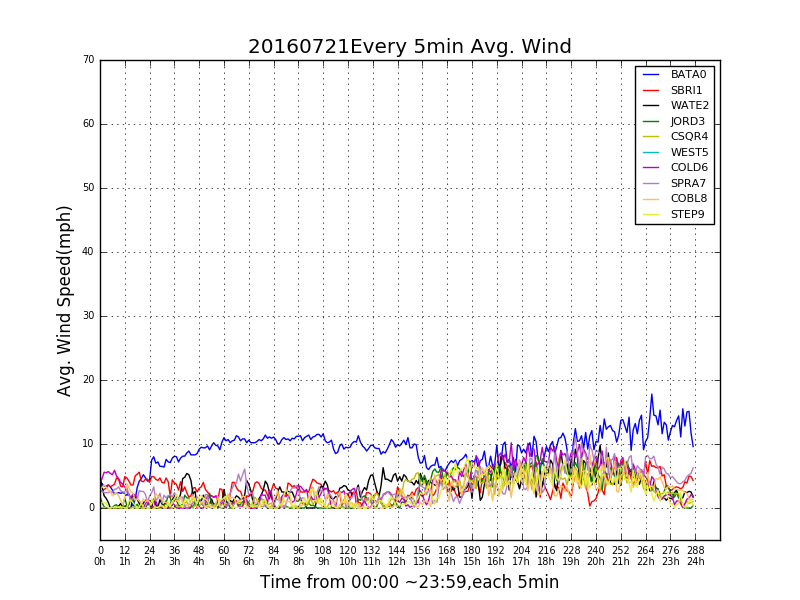 20160721Every 5min Avg. Wind
70
60
50
40
30
20
10
0
Avg. Wind Speed(mph)
BATA0
SBRI1
WATE2
JORD3
CSQR4
WEST5
COLD6
SPRA7
COBL8
STEP9
0 12 24 36 48 60 72 84 96 108 120 132 144 156 168 180 192 204 216 228 240 252 264 276 288
0h 1h 2h 3h 4h 5h 6h 7h 8h 9h 10h 11h 12h 13h 14h 15h 16h 17h 18h 19h 20h 21h 22h 23h 24h
Time from 00:00 ~23:59,each 5min